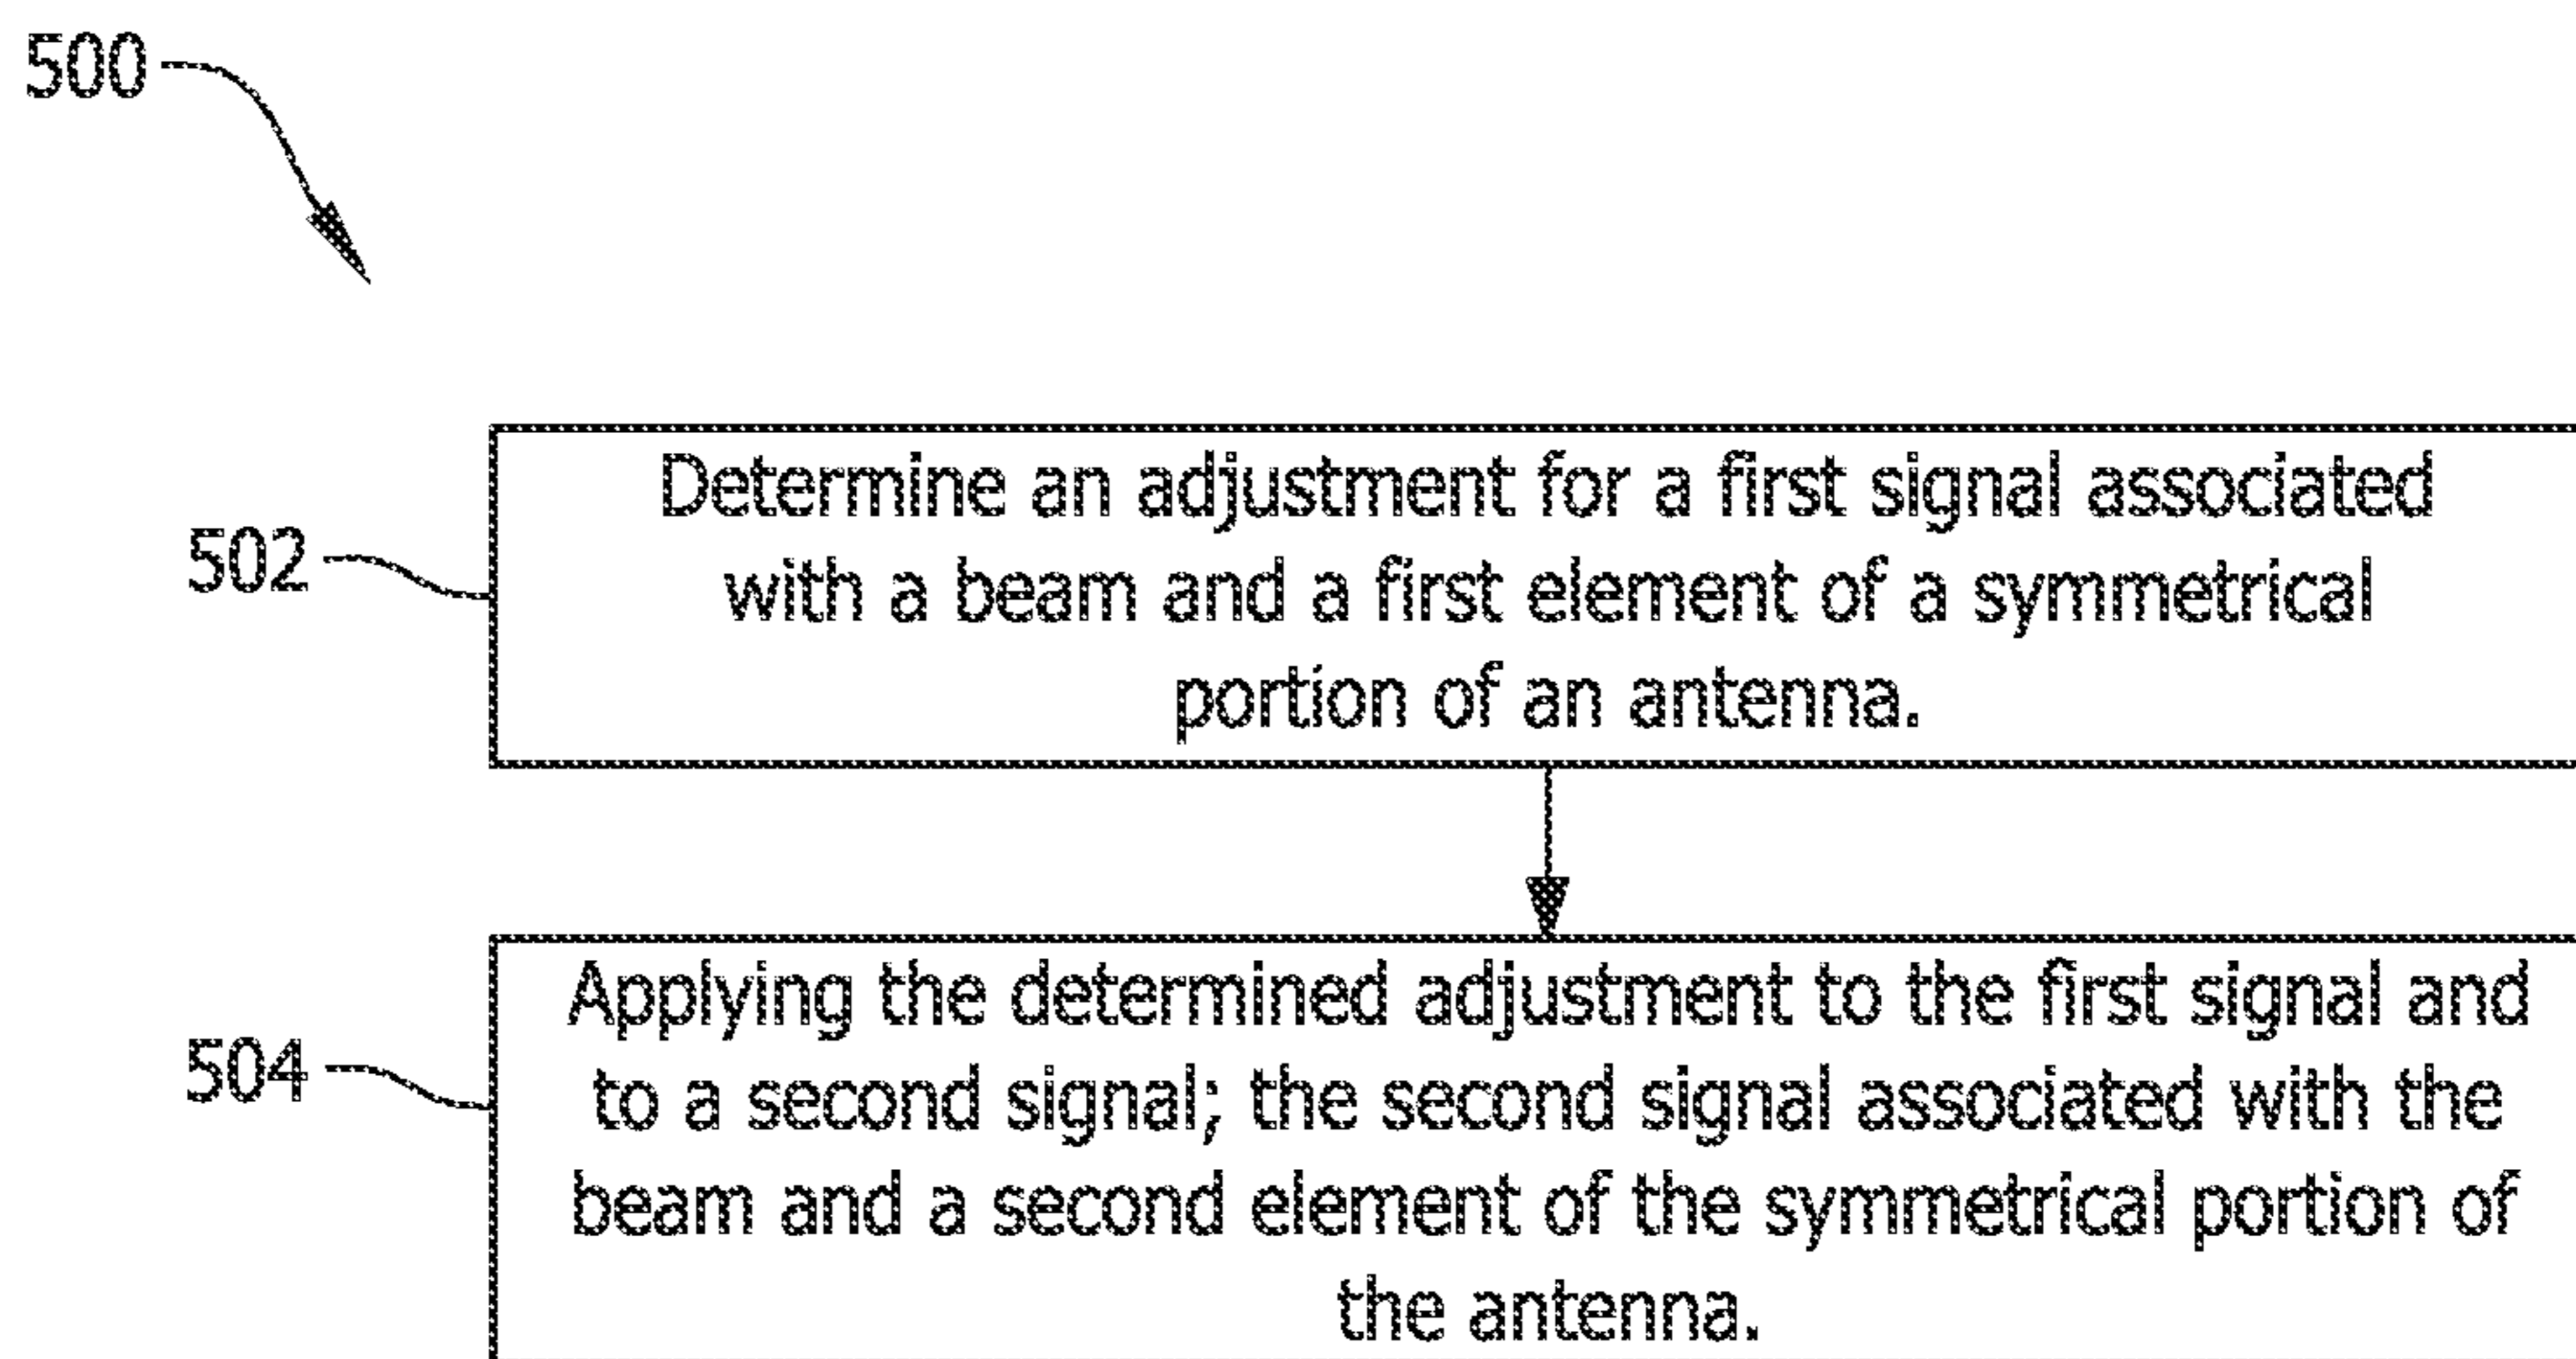 500
502
Determine an adjustment for a first signal associated
with a beam and a first element of a symmetrical
portion of an antenna.
504
Applying the determined adjustment to the first signal and
to a second signal; the second signal associated with the
beam and a second element of the symmetrical portion of
the antenna.